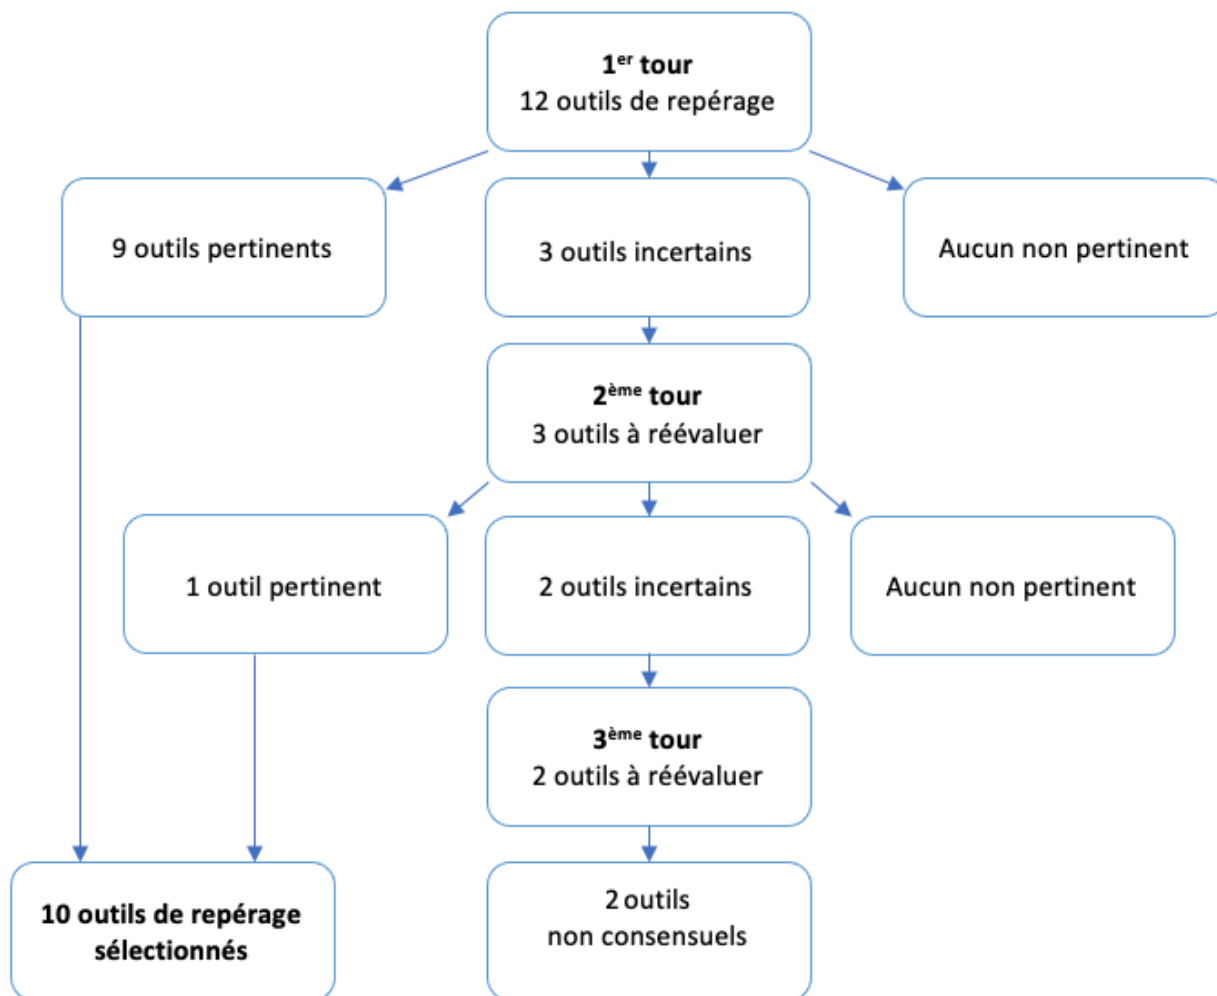 1er tour
12 outils de repérage
9 outils pertinents
3 outils incertains
Aucun non pertinent
2ème tour
3 outils à réévaluer
1 outil pertinent
2 outils incertains
Aucun non pertinent
3ème tour
2 outils à réévaluer
10 outils de repérage
sélectionnés
2 outils
non consensuels